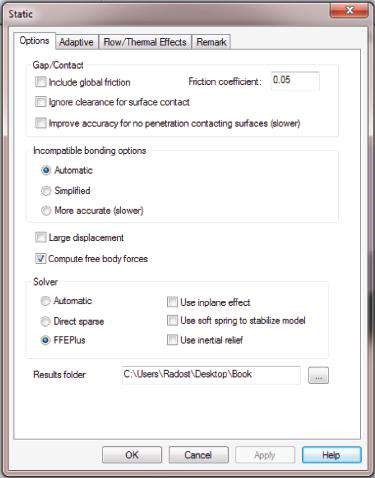 Static
Options Adaptive Flow/Thermal Effects Remark
Gap/Contact
Include global friction Friction coefficient: 0.05
Ignore clearance for surface contact
Improve accuracy for no penetration contacting surfaces (slower)
Incompatible bonding options
Automatic
Simplified
More accurate (slower)
Large displacement
Compute free body forces
Solver
Automatic Use inplane effect
Direct sparse Use soft spring to stabilize model
FFEPlus Use inertial relief
Results folder C:\Users\Radost\Desktop\Book ...
OK Cancel Apply Help